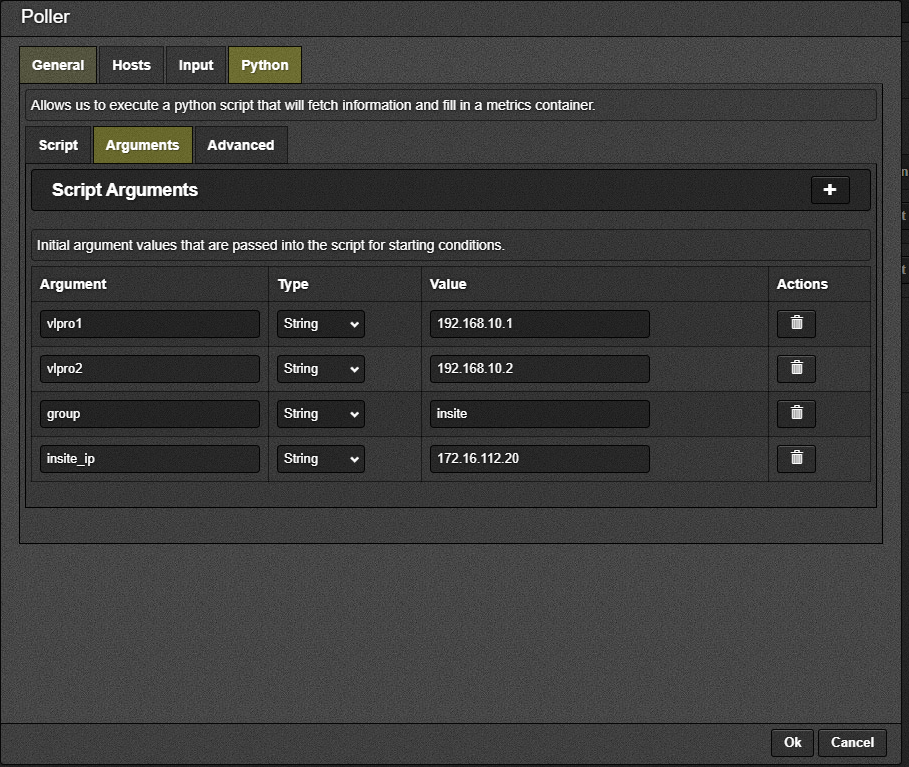 Poller
General Hosts Input Python
Allows us to execute a python script that will fetch information and fill in a metrics container.
Script Arguments Advanced
Script Arguments +
Initial argument values that are passed into the script for starting conditions.
Argument Type Value Actions
vlpro1 String 192.168.10.1
vlpro2 String 192.168.10.2
group String insite
insite_ip String 172.16.112.20
Ok Cancel